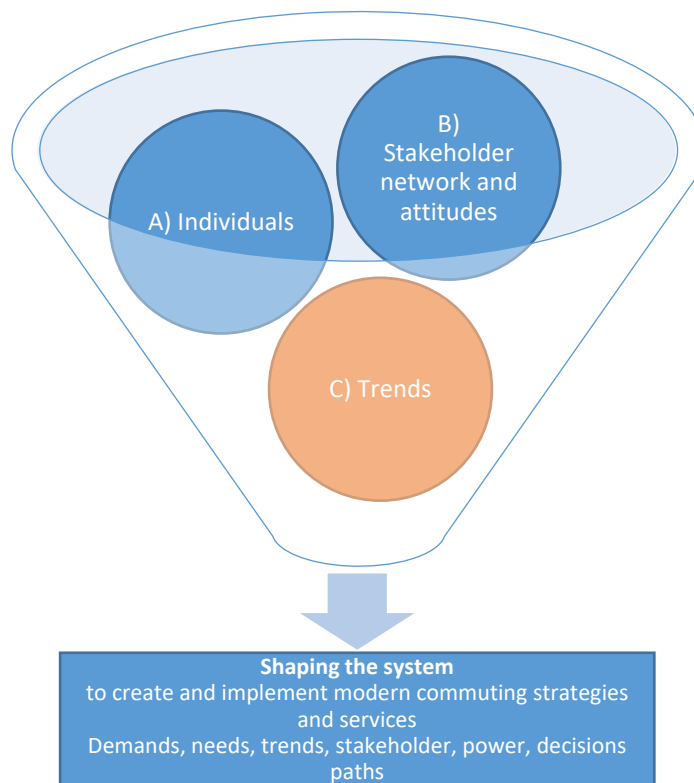 B)
Stakeholder
network and
attitudes
A) Individuals
C) Trends
Shaping the system
to create and implement modern commuting strategies
and services
Demands, needs, trends, stakeholder, power, decisions
paths